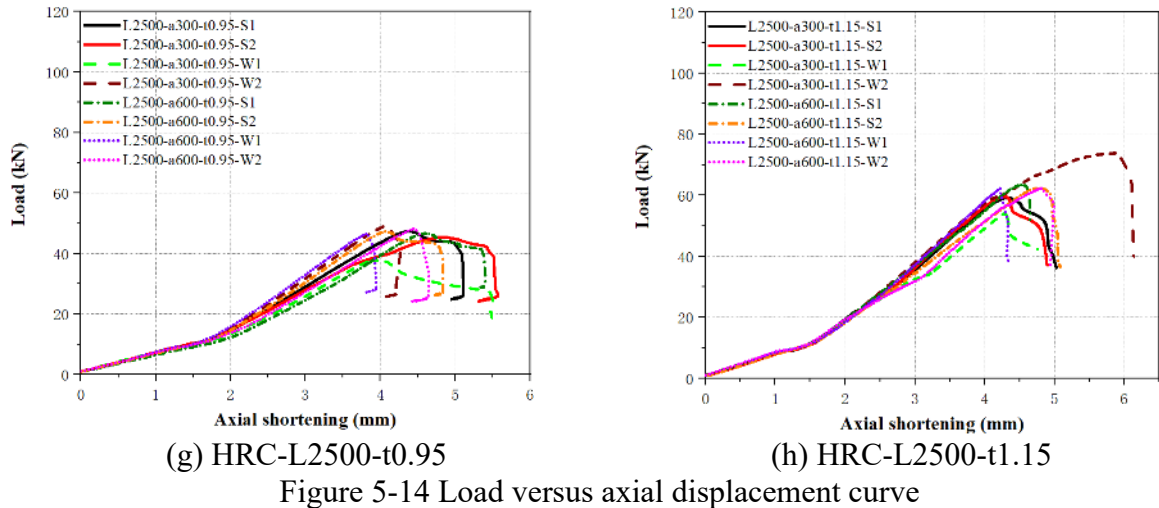 120
100
80
60
40
20
0
Load (kN)
L2500-a300-t0.95-S1
L2500-a300-t0.95-S2
L2500-a300-t0.95-W1
L2500-a300-t0.95-W2
L2500-a600-t0.95-S1
L2500-a600-t0.95-S2
L2500-a600-t0.95-W1
L2500-a600-t0.95-W2
0 1 2 3 4 5 6
Axial shortening (mm)
(g) HRC-L2500-t0.95
120
100
80
60
40
20
0
Load (kN)
L2500-a300-t1.15-S1
L2500-a300-t1.15-S2
L2500-a300-t1.15-W1
L2500-a300-t1.15-W2
L2500-a600-t1.15-S1
L2500-a600-t1.15-S2
L2500-a600-t1.15-W1
L2500-a600-t1.15-W2
0 1 2 3 4 5 6
Axial shortening (mm)
(h) HRC-L2500-t1.15
Figure 5-14 Load versus axial displacement curve